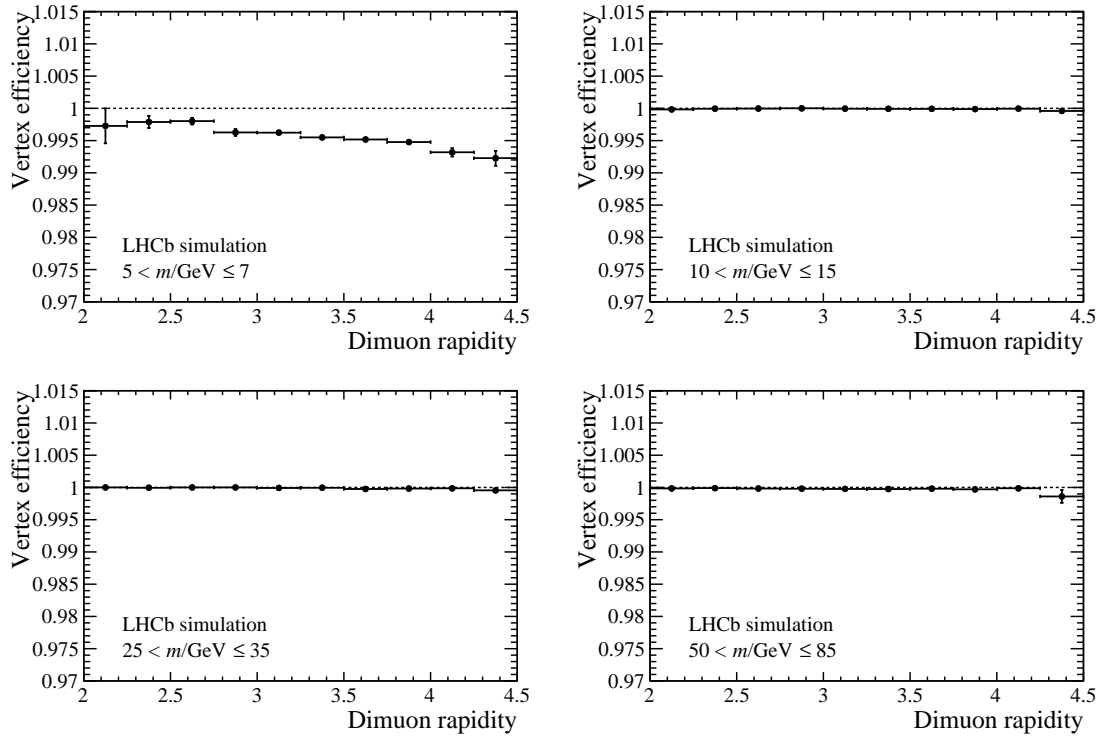 Vertex efficiency
1.015
1.01
1.005
1
0.995
0.99
0.985
0.98
0.975
0.97
LHCb simulation
5 < m/GeV ≤ 7
2 2.5 3 3.5 4 4.5
Dimuon rapidity
Vertex efficiency
1.015
1.01
1.005
1
0.995
0.99
0.985
0.98
0.975
0.97
LHCb simulation
10 < m/GeV ≤ 15
2 2.5 3 3.5 4 4.5
Dimuon rapidity
Vertex efficiency
1.015
1.01
1.005
1
0.995
0.99
0.985
0.98
0.975
0.97
LHCb simulation
25 < m/GeV ≤ 35
2 2.5 3 3.5 4 4.5
Dimuon rapidity
Vertex efficiency
1.015
1.01
1.005
1
0.995
0.99
0.985
0.98
0.975
0.97
LHCb simulation
50 < m/GeV ≤ 85
2 2.5 3 3.5 4 4.5
Dimuon rapidity